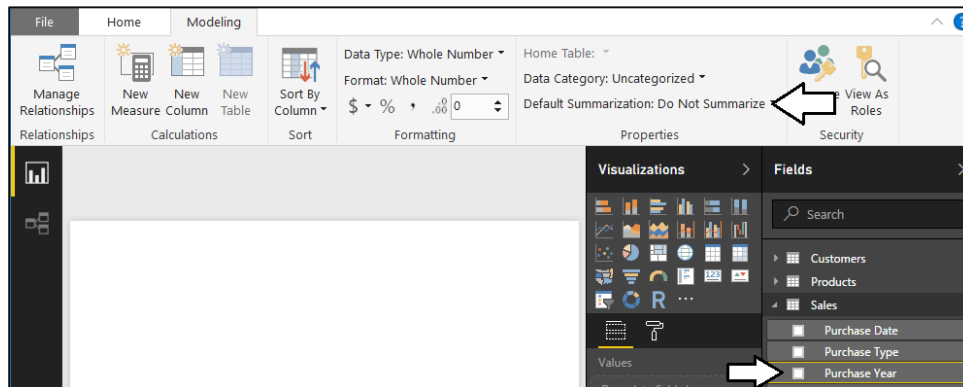 File Home Modeling
Manage Relationships
New Measure
New Column
New Table
Sort By Column
Data Type: Whole Number
Format: Whole Number
$ % , .00 0
Home Table:
Data Category: Uncategorized
Default Summarization: Do Not Summarize
View As Roles
Relationships Calculations Sort Formatting Properties Security
Visualizations
Fields
Search
123
R ...
Customers
Products
Sales
Purchase Date
Purchase Type
Values
Purchase Year